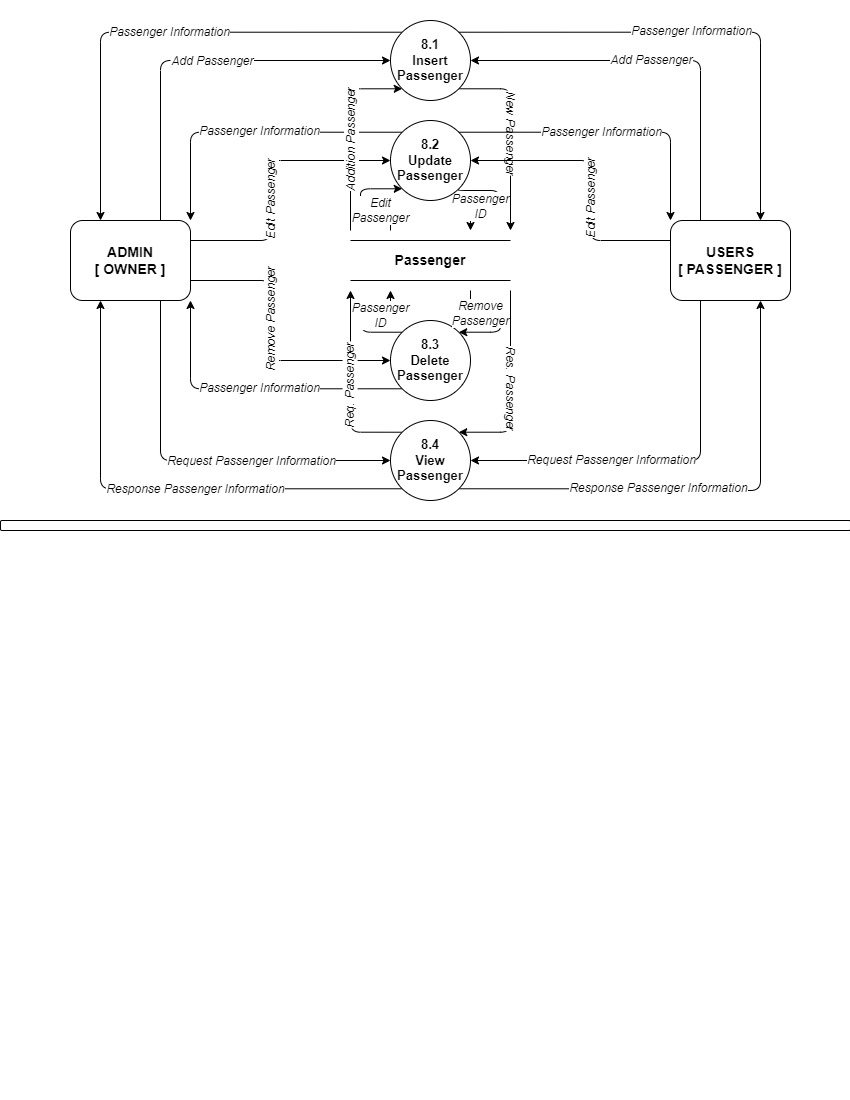 Passenger Information
Passenger Information
8.1
Insert
Passenger
Add Passenger
Add Passenger
Addition Passenger
New Passenger
Passenger Information
Passenger Information
8.2
Update
Passenger
Edit Passenger
Edit Passenger
Edit
Passenger
Passenger
ID
ADMIN
[ OWNER ]
Passenger
USERS
[ PASSENGER ]
Remove Passenger
Passenger
ID
Remove
Passenger
8.3
Delete
Passenger
Req. Passenger
Res. Passenger
Passenger Information
8.4
View
Passenger
Request Passenger Information
Request Passenger Information
Response Passenger Information
Response Passenger Information